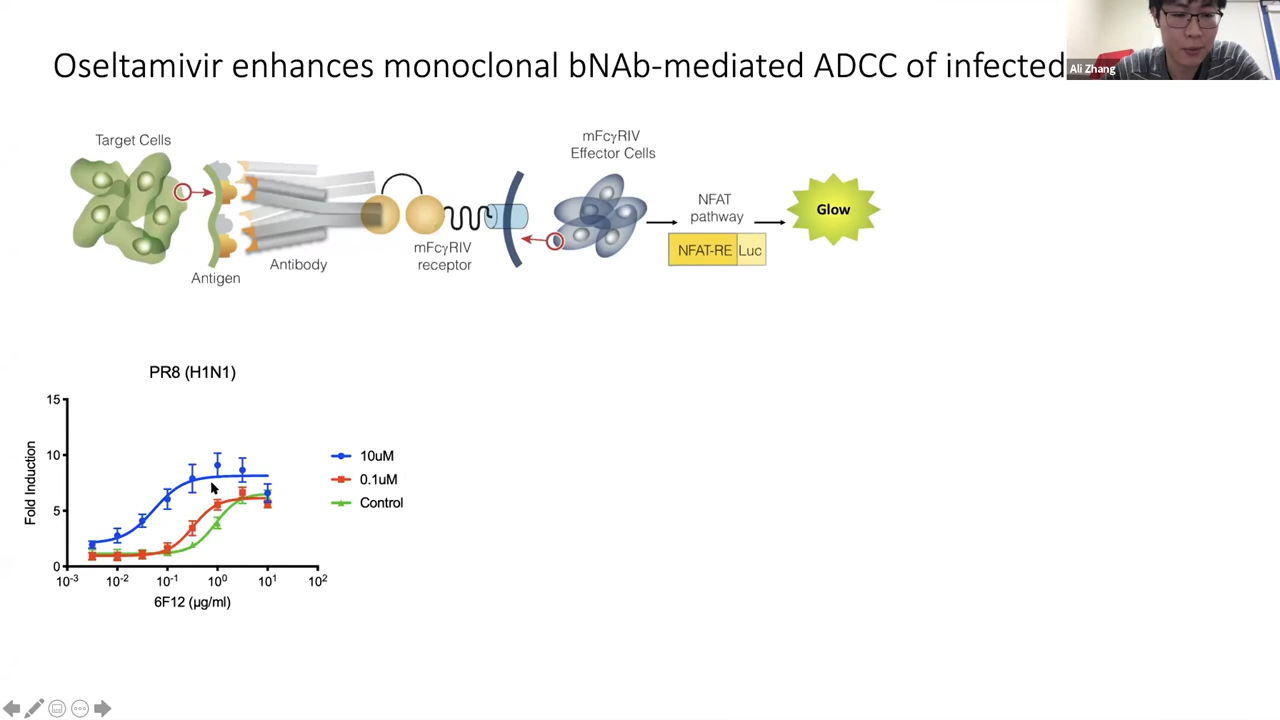 Oseltamivir enhances monoclonal bNAb-mediated ADCC of infected
Ali Zhang
Target Cells
Antigen
Antibody
mFcγRIV
receptor
mFcγRIV
Effector Cells
NFAT
pathway
NFAT-RE Luc
Glow
PR8 (H1N1)
Fold Induction
15
10
5
0
10-3 10-2 10-1 100 101 102
6F12 (µg/ml)
10uM
0.1uM
Control